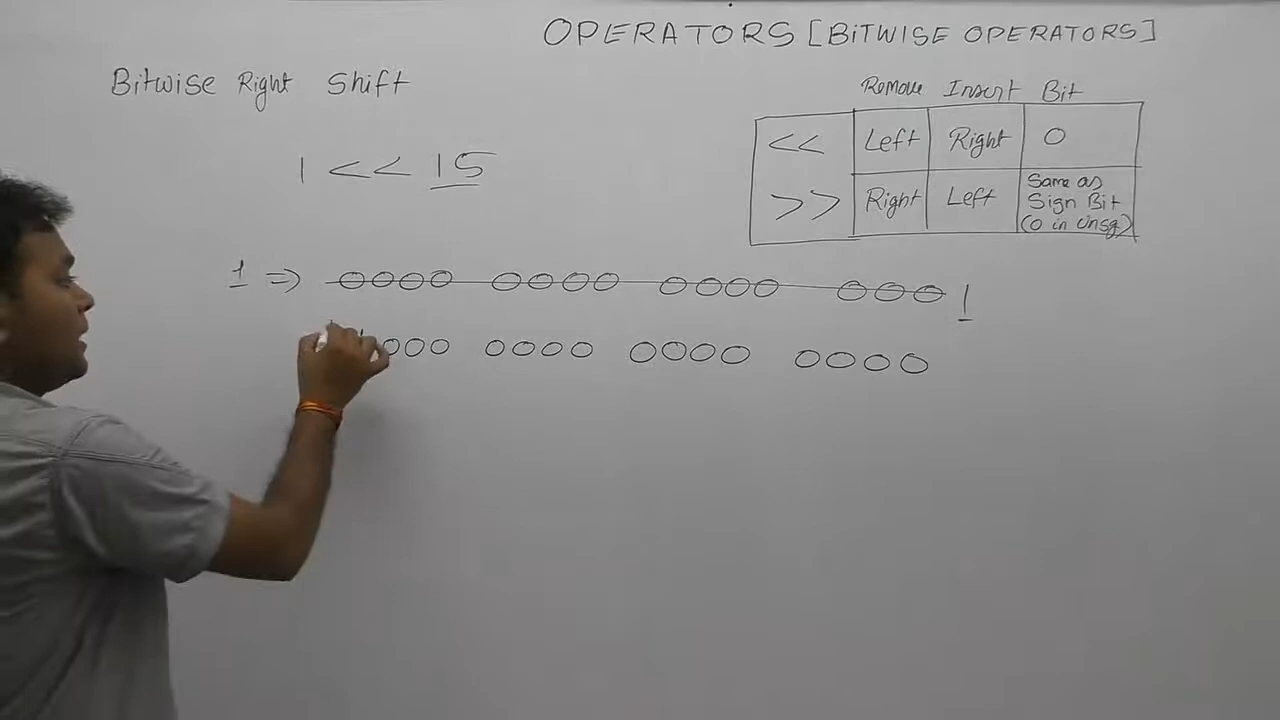 OPERATORS [BiTWISE OPERATORS]
Bitwise Right Shift
Remove Insert Bit
<< Left Right 0
>> Right Left Same as Sign Bit (0 in Unsg)
1 << 15
1 => 0000 0000 0000 0001
000 0000 0000 0000